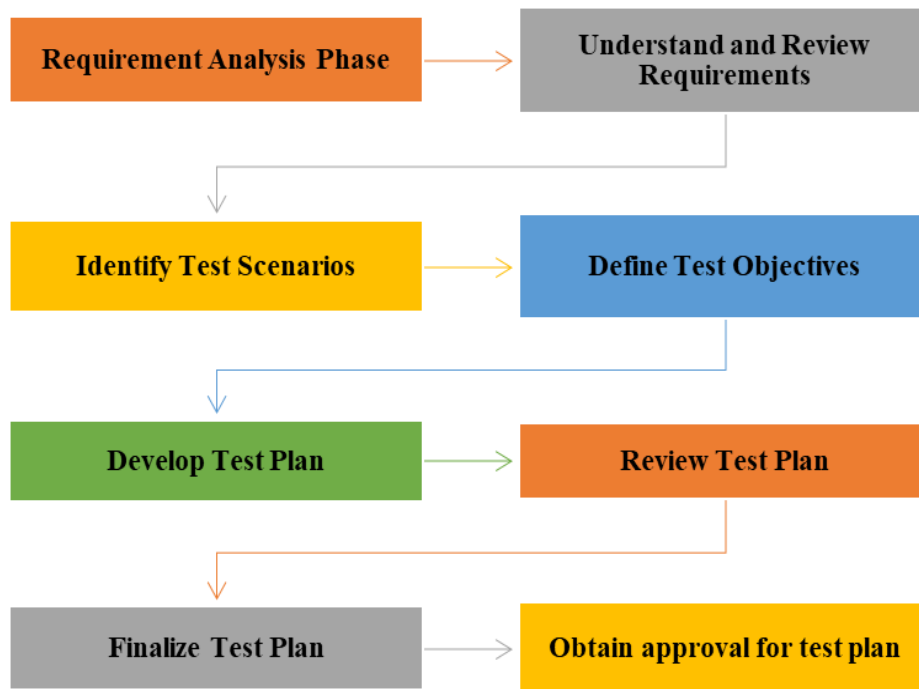 Requirement Analysis Phase
Understand and Review
Requirements
Identify Test Scenarios
Define Test Objectives
Develop Test Plan
Review Test Plan
Finalize Test Plan
Obtain approval for test plan